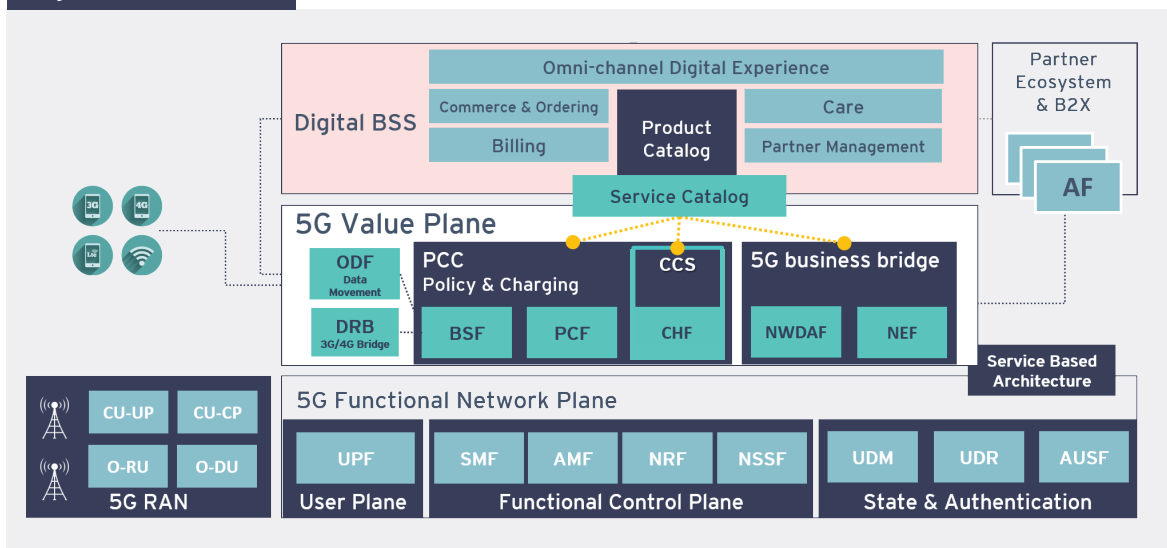 Omni-channel Digital Experience
Digital BSS
Commerce & Ordering
Billing
Product
Catalog
Care
Partner Management
Partner
Ecosystem
& B2X
AF
Service Catalog
3G
4G
LTE
5G Value Plane
ODF
Data
Movement
DRB
3G/4G Bridge
PCC
Policy & Charging
BSF
PCF
CCS
CHF
5G business bridge
NWDAF
NEF
Service Based
Architecture
CU-UP
CU-CP
O-RU
O-DU
5G RAN
5G Functional Network Plane
UPF
User Plane
SMF
AMF
NRF
NSSF
Functional Control Plane
UDM
UDR
AUSF
State & Authentication